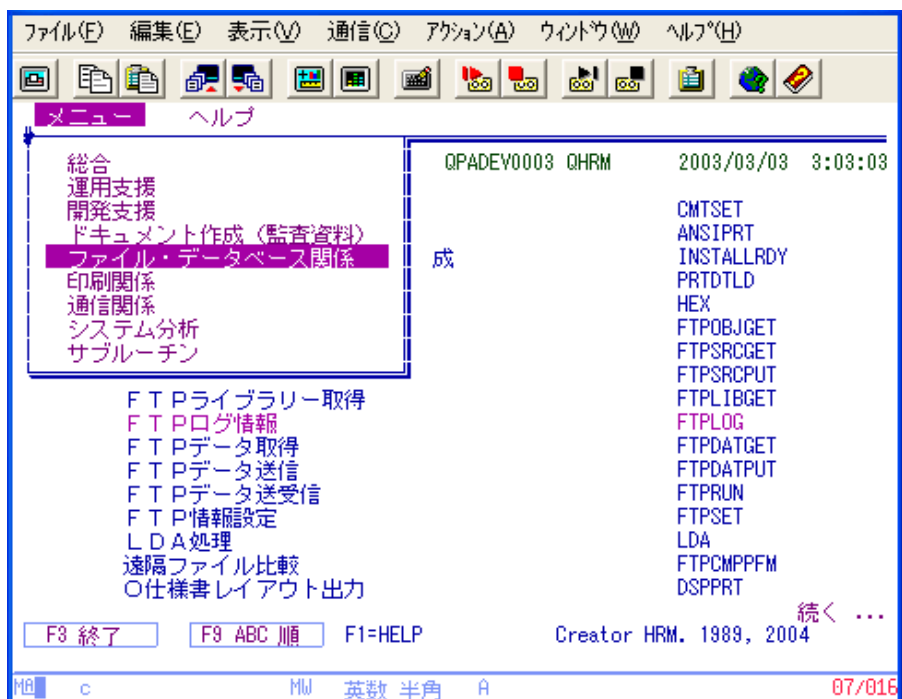 ﾌｧｲﾙ(F) 編集(E) 表示(V) 通信(C) ｱｸｼｮﾝ(A) ｳｨﾝﾄﾞｳ(W) ﾍﾙﾌﾟ(H)
メニュー ヘルプ
QPADEV0003 QHRM 2003/03/03 3:03:03
総合
運用支援
開発支援 CMTSET
ドキュメント作成（監査資料） ANSIPRT
ファイル・データベース関係 成 INSTALLRDY
印刷関係 PRTDTLD
通信関係 HEX
システム分析 FTPOBJGET
サブルーチン FTPSRCGET
FTPSRCPUT
ＦＴＰライブラリー取得 FTPLIBGET
ＦＴＰログ情報 FTPLOG
ＦＴＰデータ取得 FTPDATGET
ＦＴＰデータ送信 FTPDATPUT
ＦＴＰデータ送受信 FTPRUN
ＦＴＰ情報設定 FTPSET
ＬＤＡ処理 LDA
遠隔ファイル比較 FTPCMPPFM
Ｏ仕様書レイアウト出力 DSPPRT
続く ...
F3 終了 F9 ABC 順 F1=HELP Creator HRM. 1989, 2004
MA c MW 英数 半角 A 07/016